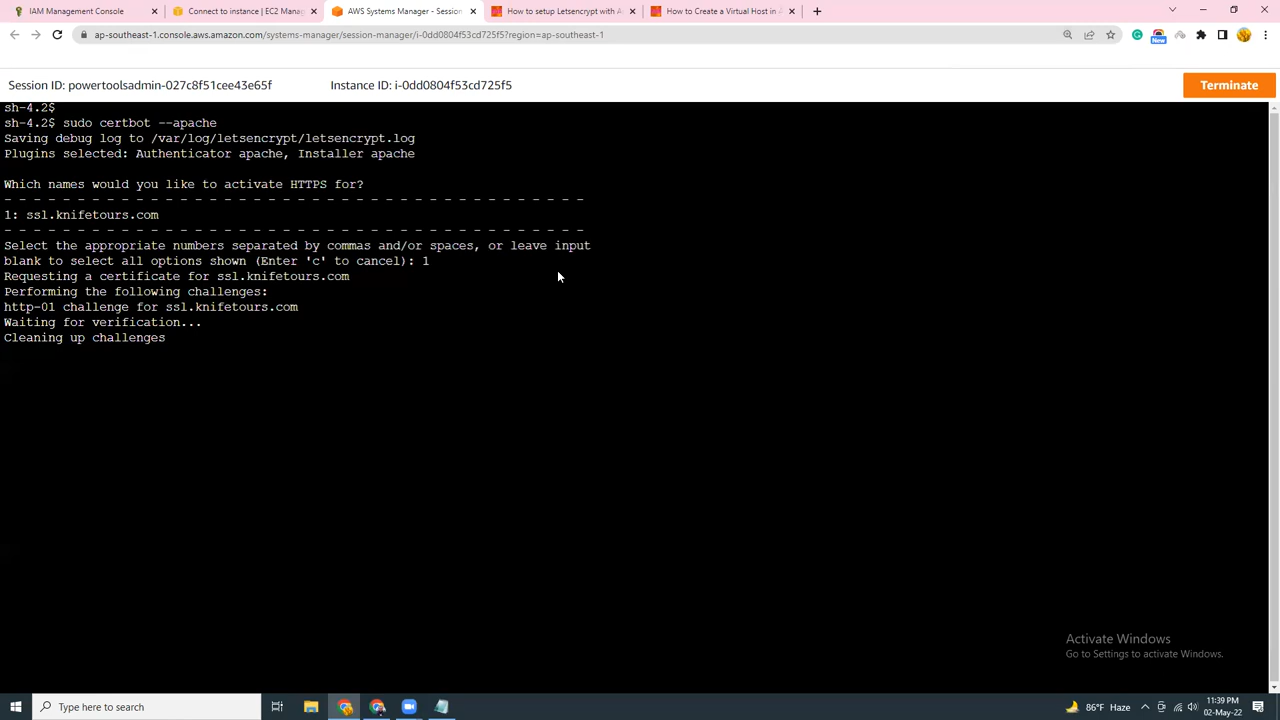 IAM Management Console
Connect to instance | EC2 Manag
AWS Systems Manager - Session
How to setup Letsencrypt with A
How to Create a Virtual Host in A
ap-southeast-1.console.aws.amazon.com/systems-manager/session-manager/i-0dd0804f53cd725f5?region=ap-southeast-1
New
Session ID: powertoolsadmin-027c8f51cee43e65f
Instance ID: i-0dd0804f53cd725f5
Terminate
sh-4.2$
sh-4.2$ sudo certbot --apache
Saving debug log to /var/log/letsencrypt/letsencrypt.log
Plugins selected: Authenticator apache, Installer apache
Which names would you like to activate HTTPS for?
- - - - - - - - - - - - - - - - - - - - - - - - - - - - - - - - - - - - - - - -
1: ssl.knifetours.com
- - - - - - - - - - - - - - - - - - - - - - - - - - - - - - - - - - - - - - - -
Select the appropriate numbers separated by commas and/or spaces, or leave input
blank to select all options shown (Enter 'c' to cancel): 1
Requesting a certificate for ssl.knifetours.com
Performing the following challenges:
http-01 challenge for ssl.knifetours.com
Waiting for verification...
Cleaning up challenges
Activate Windows
Go to Settings to activate Windows.
Type here to search
86°F Haze
11:39 PM
02-May-22